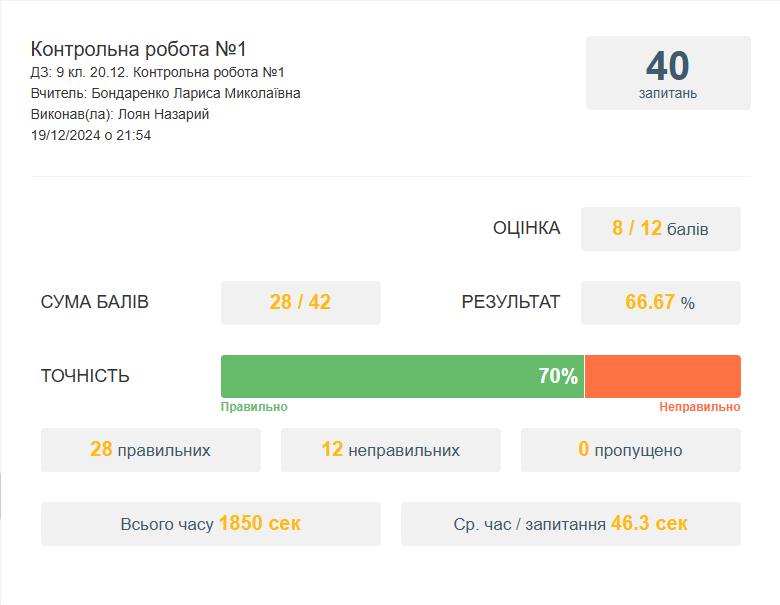 Контрольна робота №1
ДЗ: 9 кл. 20.12. Контрольна робота №1
Вчитель: Бондаренко Лариса Миколаївна
Виконав(ла): Лоян Назарий
19/12/2024 о 21:54
40
запитань
ОЦІНКА
8 / 12 балів
СУМА БАЛІВ
28 / 42
РЕЗУЛЬТАТ
66.67 %
ТОЧНІСТЬ
70%
Правильно
Неправильно
28 правильних
12 неправильних
0 пропущено
Всього часу 1850 сек
Ср. час / запитання 46.3 сек